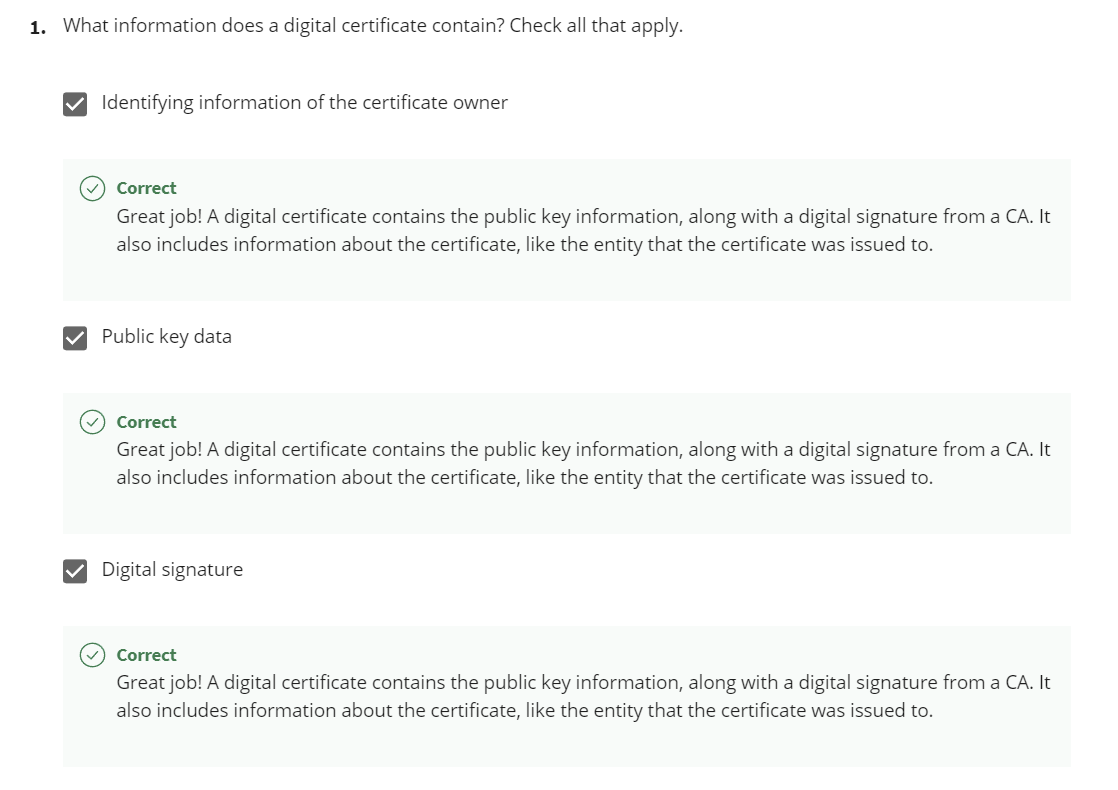 1. What information does a digital certificate contain? Check all that apply.
Identifying information of the certificate owner
Correct
Great job! A digital certificate contains the public key information, along with a digital signature from a CA. It
also includes information about the certificate, like the entity that the certificate was issued to.
Public key data
Correct
Great job! A digital certificate contains the public key information, along with a digital signature from a CA. It
also includes information about the certificate, like the entity that the certificate was issued to.
Digital signature
Correct
Great job! A digital certificate contains the public key information, along with a digital signature from a CA. It
also includes information about the certificate, like the entity that the certificate was issued to.